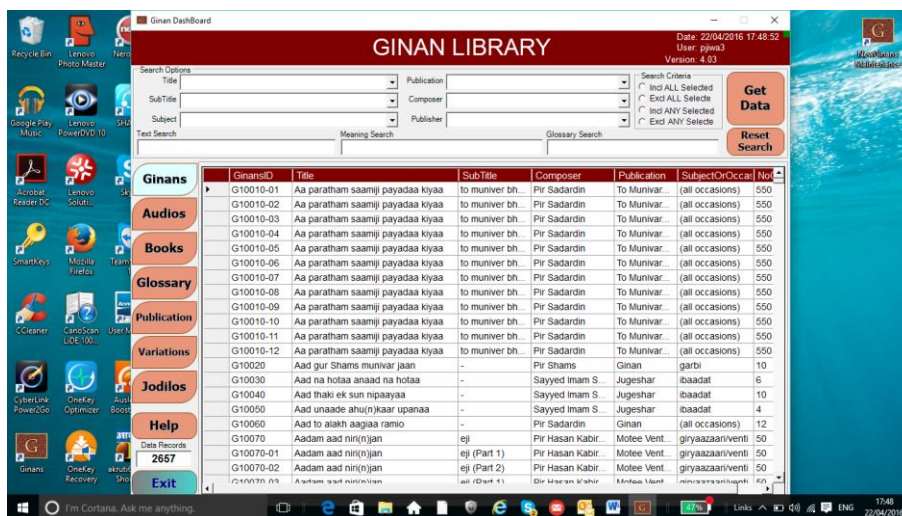 Ginan DashBoard
GINAN LIBRARY
Date: 22/04/2016 17:48:52
User: pjiwa3
Version: 4.03
Search Options
Title
Publication
SubTitle
Composer
Subject
Publisher
Search Criteria
Incl ALL Selected
Excl ALL Selecte
Incl ANY Selected
Excl ANY Selecte
Get Data
Reset Search
Text Search
Meaning Search
Glossary Search
Ginans
Audios
Books
Glossary
Publication
Variations
Jodilos
Help
Data Records
2657
Exit
GinansID Title SubTitle Composer Publication SubjectOrOccas
G10010-01 Aa paratham saamiji payadaa kiyaa to muniver bh... Pir Sadardin To Munivar... (all occasions) 550
G10010-02 Aa paratham saamiji payadaa kiyaa to muniver bh... Pir Sadardin To Munivar... (all occasions) 550
G10010-03 Aa paratham saamiji payadaa kiyaa to muniver bh... Pir Sadardin To Munivar... (all occasions) 550
G10010-04 Aa paratham saamiji payadaa kiyaa to muniver bh... Pir Sadardin To Munivar... (all occasions) 550
G10010-05 Aa paratham saamiji payadaa kiyaa to muniver bh... Pir Sadardin To Munivar... (all occasions) 550
G10010-06 Aa paratham saamiji payadaa kiyaa to muniver bh... Pir Sadardin To Munivar... (all occasions) 550
G10010-07 Aa paratham saamiji payadaa kiyaa to muniver bh... Pir Sadardin To Munivar... (all occasions) 550
G10010-08 Aa paratham saamiji payadaa kiyaa to muniver bh... Pir Sadardin To Munivar... (all occasions) 550
G10010-09 Aa paratham saamiji payadaa kiyaa to muniver bh... Pir Sadardin To Munivar... (all occasions) 550
G10010-10 Aa paratham saamiji payadaa kiyaa to muniver bh... Pir Sadardin To Munivar... (all occasions) 550
G10010-11 Aa paratham saamiji payadaa kiyaa to muniver bh... Pir Sadardin To Munivar... (all occasions) 550
G10010-12 Aa paratham saamiji payadaa kiyaa to muniver bh... Pir Sadardin To Munivar... (all occasions) 550
G10020 Aad gur Shams munivar jaan - Pir Shams Ginan garbi 10
G10030 Aad na hotaa anaad na hotaa - Sayyed Imam S... Jugeshar ibaadat 6
G10040 Aad thaki ek sun nipaayaa - Sayyed Imam S... Jugeshar ibaadat 10
G10050 Aad unaade ahu(n)kaar upanaa - Sayyed Imam S... Jugeshar ibaadat 4
G10060 Aad to alakh aagiaa ramio - Pir Sadardin Ginan (all occasions) 12
G10070 Aadam aad niri(n)jan eji Pir Hasan Kabir... Motee Vent... giryaazaari/venti 50
G10070-01 Aadam aad niri(n)jan eji (Part 1) Pir Hasan Kabir... Motee Vent... giryaazaari/venti 50
G10070-02 Aadam aad niri(n)jan eji (Part 2) Pir Hasan Kabir... Motee Vent... giryaazaari/venti 50
Recycle Bin
Lenovo Photo Master
Nero
Google Play Music
Lenovo PowerDVD 10
Acrobat Reader DC
Lenovo Soluti...
SmartKeys
Mozilla Firefox
CCleaner
CanoScan LiDE 100...
CyberLink Power2Go
OneKey Optimizer
Ginans
OneKey Recovery
I'm Cortana. Ask me anything.
47%
Links
ENG
17:48
22/04/2016